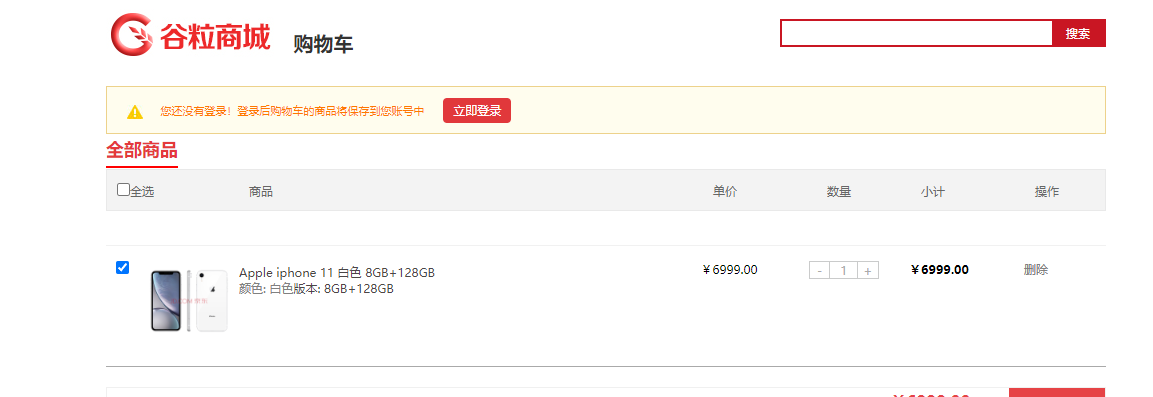 谷粒商城 购物车
搜索
您还没有登录！登录后购物车的商品将保存到您账号中 立即登录
全部商品
全选 商品 单价 数量 小计 操作
Apple iphone 11 白色 8GB+128GB ￥6999.00 - 1 + ￥6999.00 删除
颜色: 白色版本: 8GB+128GB